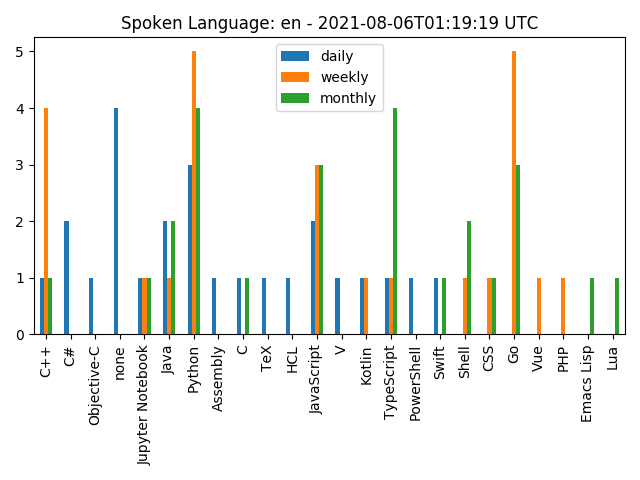 Spoken Language: en - 2021-08-06T01:19:19 UTC
daily
weekly
monthly
5
4
3
2
1
0
C++
C#
Objective-C
none
Jupyter Notebook
Java
Python
Assembly
C
TeX
HCL
JavaScript
V
Kotlin
TypeScript
PowerShell
Swift
Shell
CSS
Go
Vue
PHP
Emacs Lisp
Lua